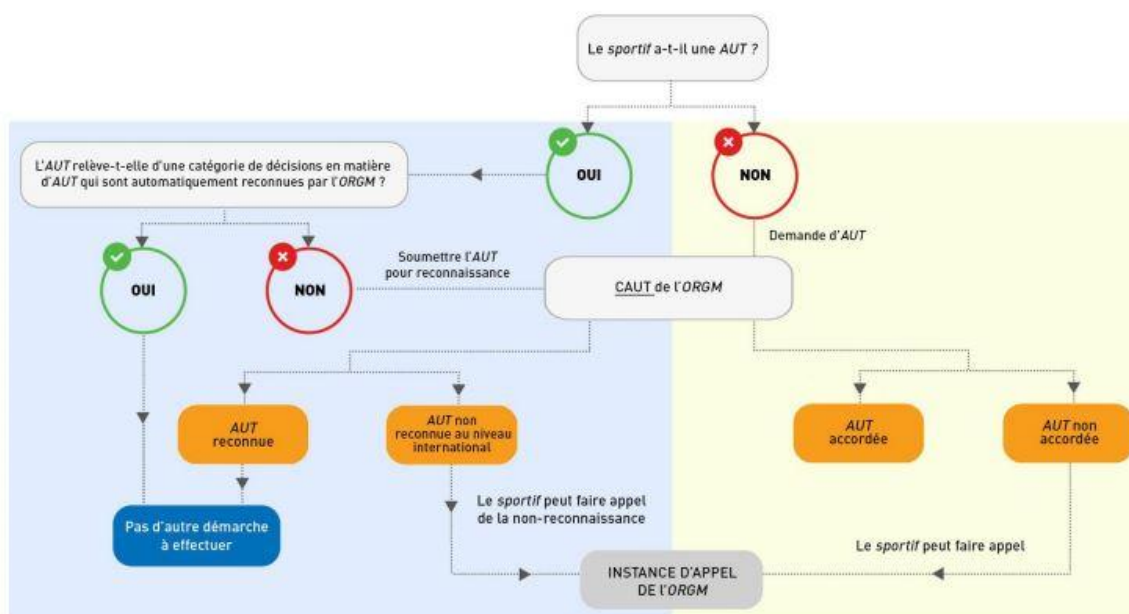 Le sportif a-t-il une AUT ?
L'AUT relève-t-elle d'une catégorie de décisions en matière
d'AUT qui sont automatiquement reconnues par l'ORGM ?
OUI
NON
Demande d'AUT
OUI
NON
Soumettre l'AUT
pour reconnaissance
CAUT de l'ORGM
AUT
reconnue
AUT non
reconnue au niveau
international
AUT
accordée
AUT non
accordée
Pas d'autre démarche
à effectuer
Le sportif peut faire appel
de la non-reconnaissance
Le sportif peut faire appel
INSTANCE D'APPEL
DE l'ORGM